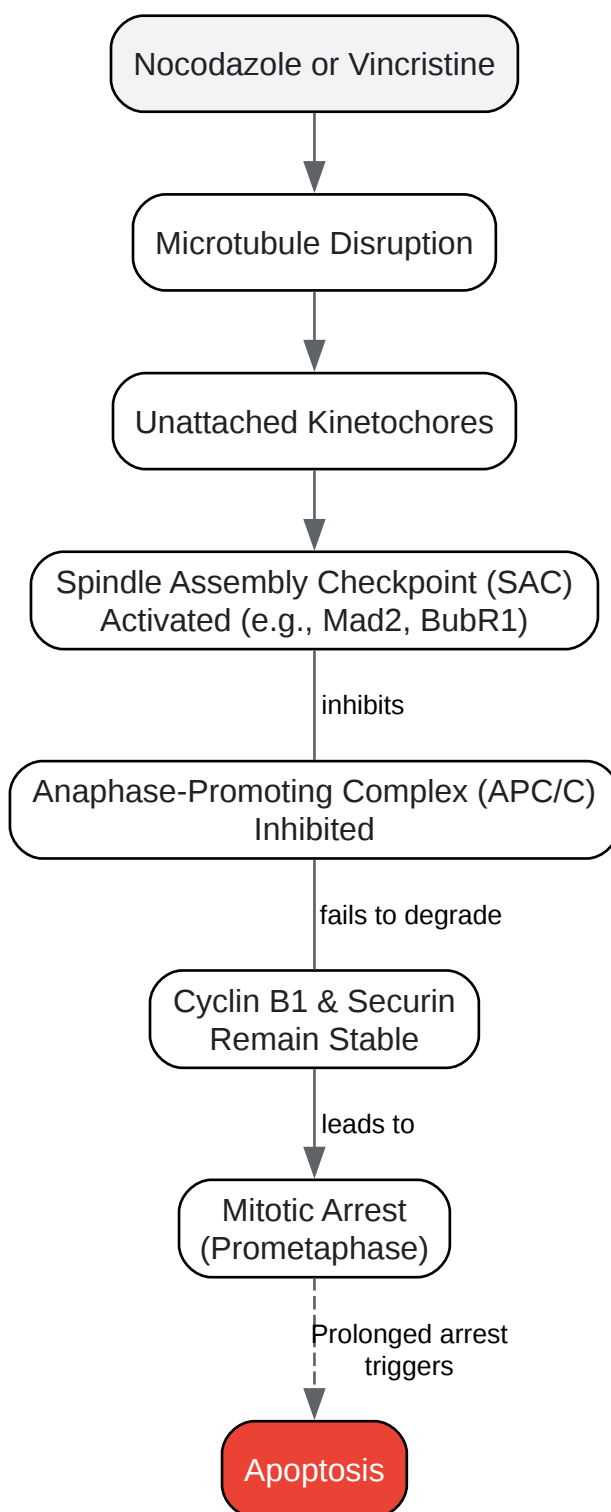 Nocodazole or Vincristine
Microtubule Disruption
Unattached Kinetochores
Spindle Assembly Checkpoint (SAC)
Activated (e.g., Mad2, BubR1)
inhibits
Anaphase-Promoting Complex (APC/C)
Inhibited
fails to degrade
Cyclin B1 & Securin
Remain Stable
leads to
Mitotic Arrest
(Prometaphase)
Prolonged arrest
triggers
Apoptosis